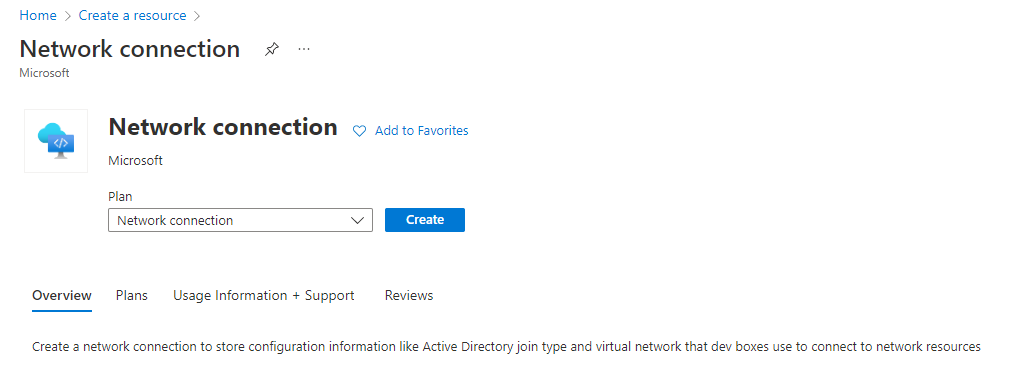 Home > Create a resource >
Network connection ...
Microsoft
</>
Network connection Add to Favorites
Microsoft
Plan
Network connection Create
Overview Plans Usage Information + Support Reviews
Create a network connection to store configuration information like Active Directory join type and virtual network that dev boxes use to connect to network resources